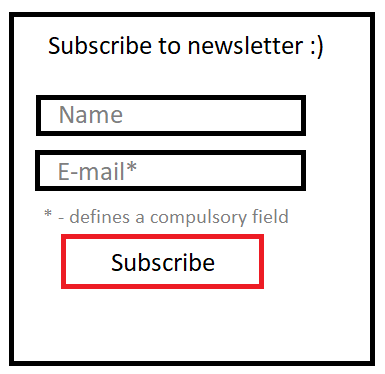 Subscribe to newsletter :)
Name
E-mail*
* - defines a compulsory field
Subscribe